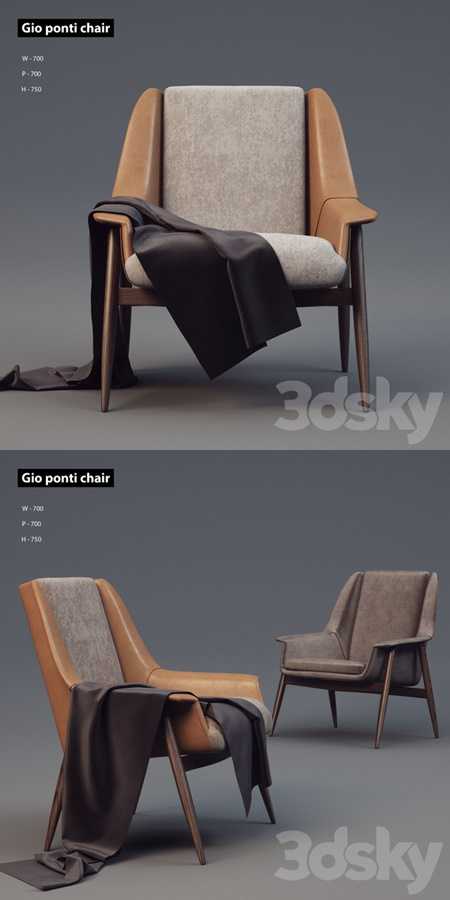 Gio ponti chair
W - 700
P - 700
H - 750
3dsky
Gio ponti chair
W - 700
P - 700
H - 750
3dsky